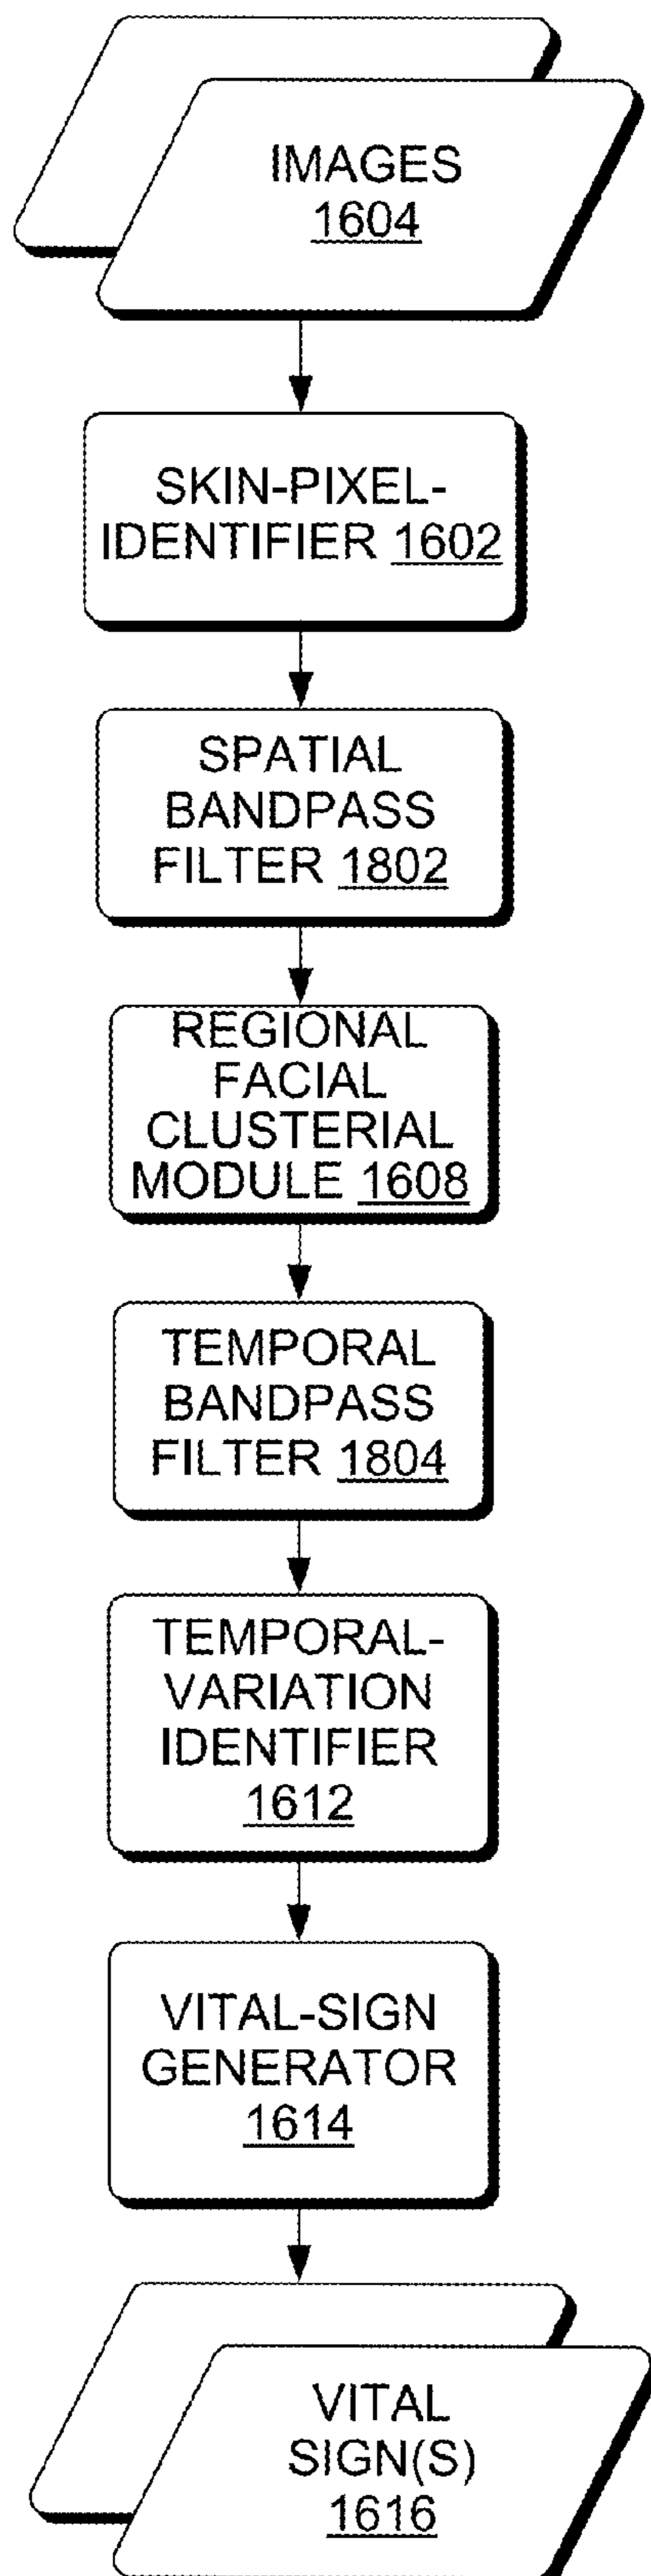 IMAGES
1604
SKIN-PIXEL-
IDENTIFIER 1602
SPATIAL
BANDPASS
FILTER 1802
REGIONAL
FACIAL
CLUSTERIAL
MODULE 1608
TEMPORAL
BANDPASS
FILTER 1804
TEMPORAL-
VARIATION
IDENTIFIER
1612
VITAL-SIGN
GENERATOR
1614
VITAL
SIGN(S)
1616